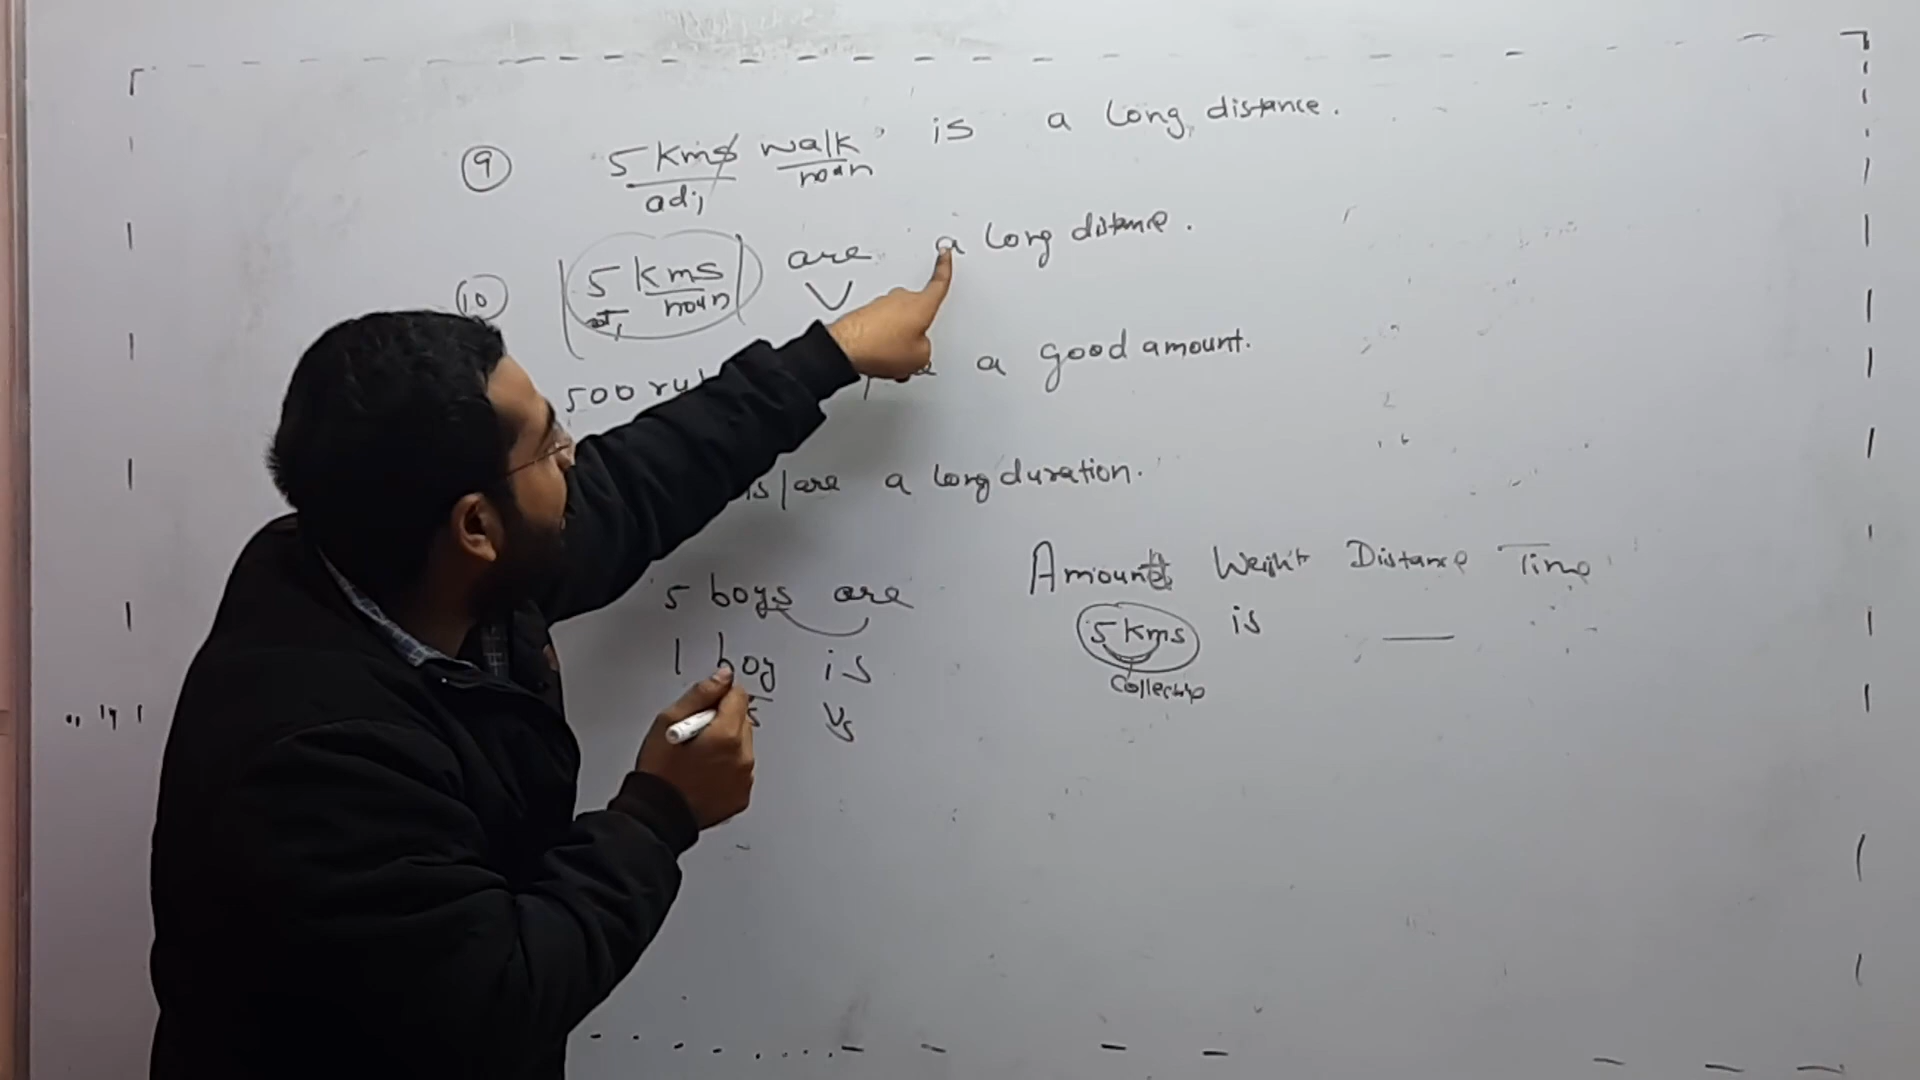 9 5 kms walk is a long distance.
adj noun
10 5 kms are a long distance.
noun V
500 a good amount.
is/are a long duration.
Amount Weight Distance Time
5 boys are
5 kms is
1 boy is
Collective
s Vs